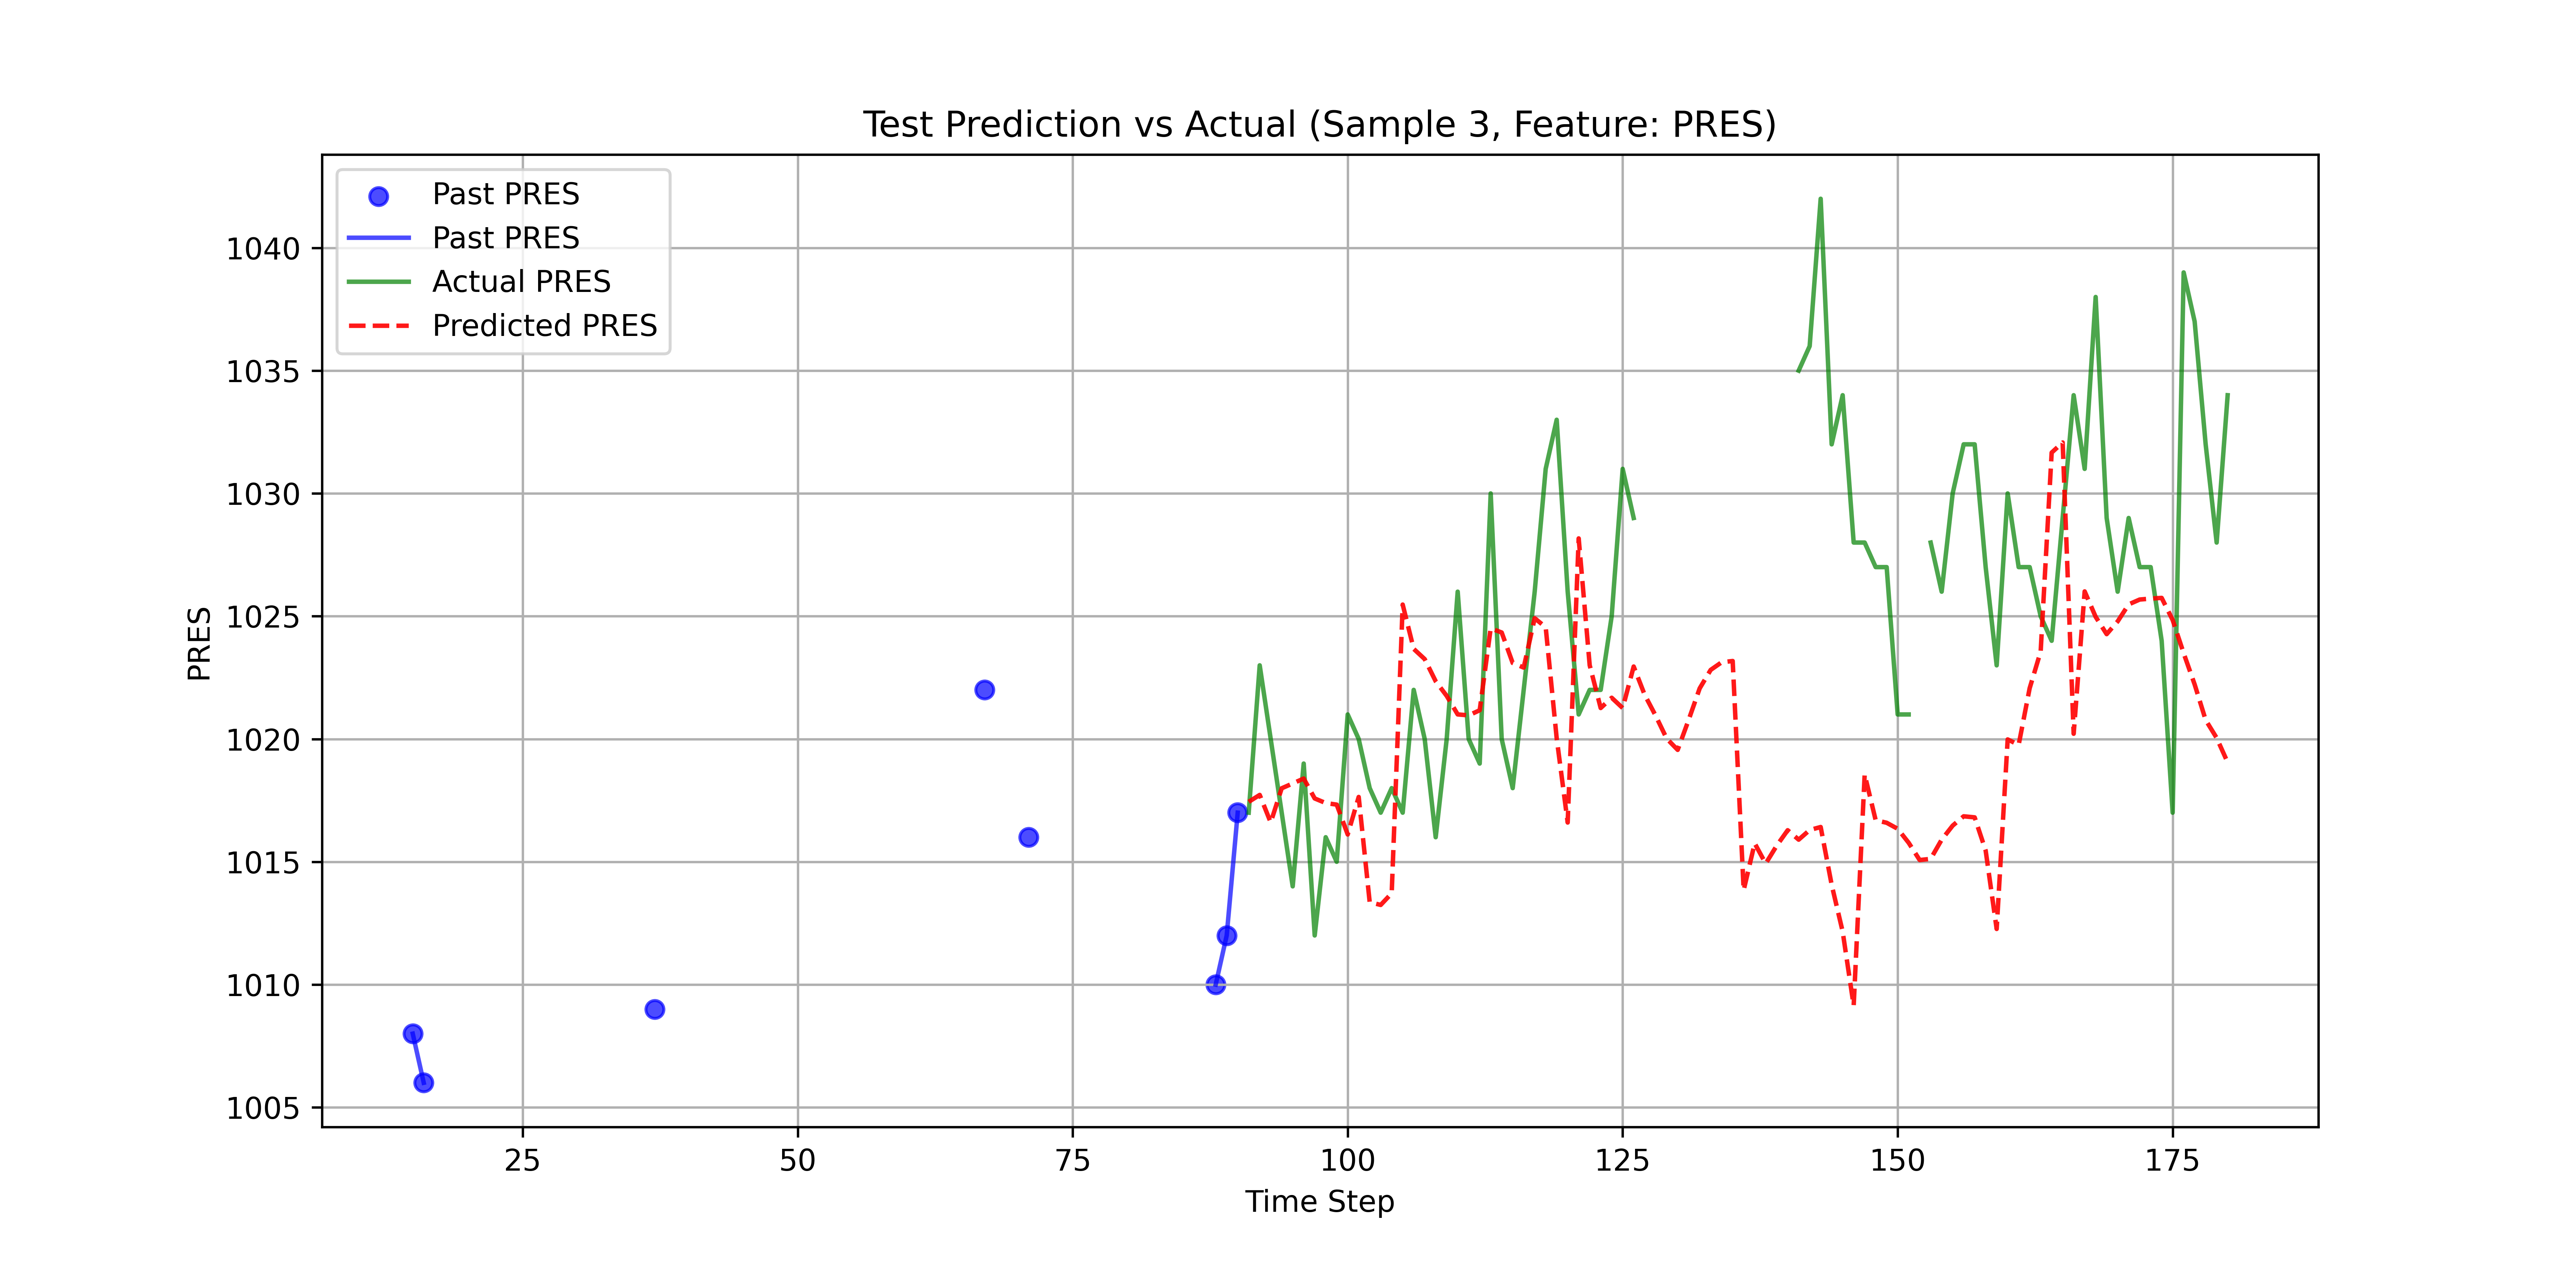 Test Prediction vs Actual (Sample 3, Feature: PRES)
Past PRES
Past PRES
Actual PRES
Predicted PRES
PRES
1040
1035
1030
1025
1020
1015
1010
1005
25 50 75 100 125 150 175
Time Step